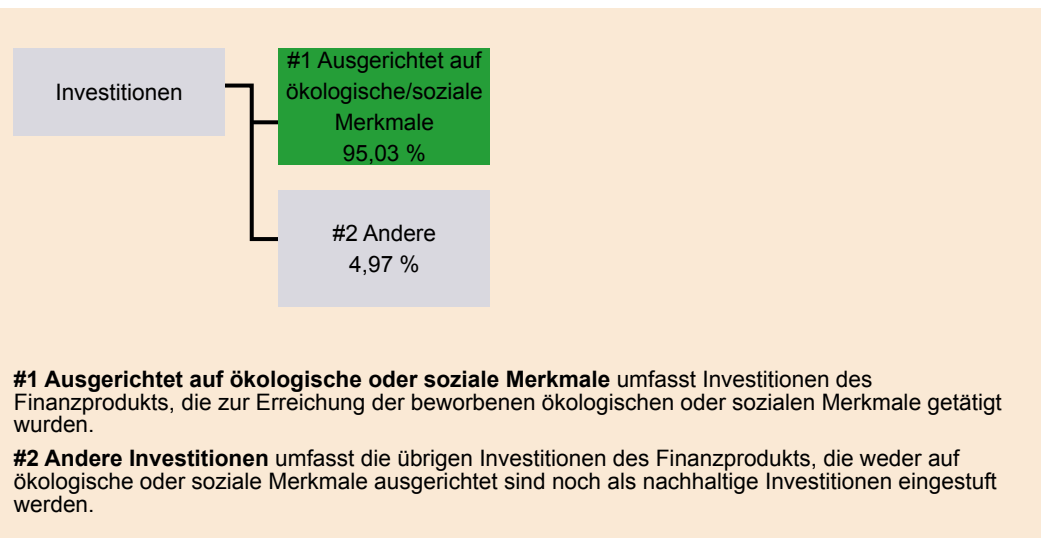 Investitionen
#1 Ausgerichtet auf
ökologische/soziale
Merkmale
95,03 %
#2 Andere
4,97 %
#1 Ausgerichtet auf ökologische oder soziale Merkmale umfasst Investitionen des
Finanzprodukts, die zur Erreichung der beworbenen ökologischen oder sozialen Merkmale getätigt
wurden.
#2 Andere Investitionen umfasst die übrigen Investitionen des Finanzprodukts, die weder auf
ökologische oder soziale Merkmale ausgerichtet sind noch als nachhaltige Investitionen eingestuft
werden.